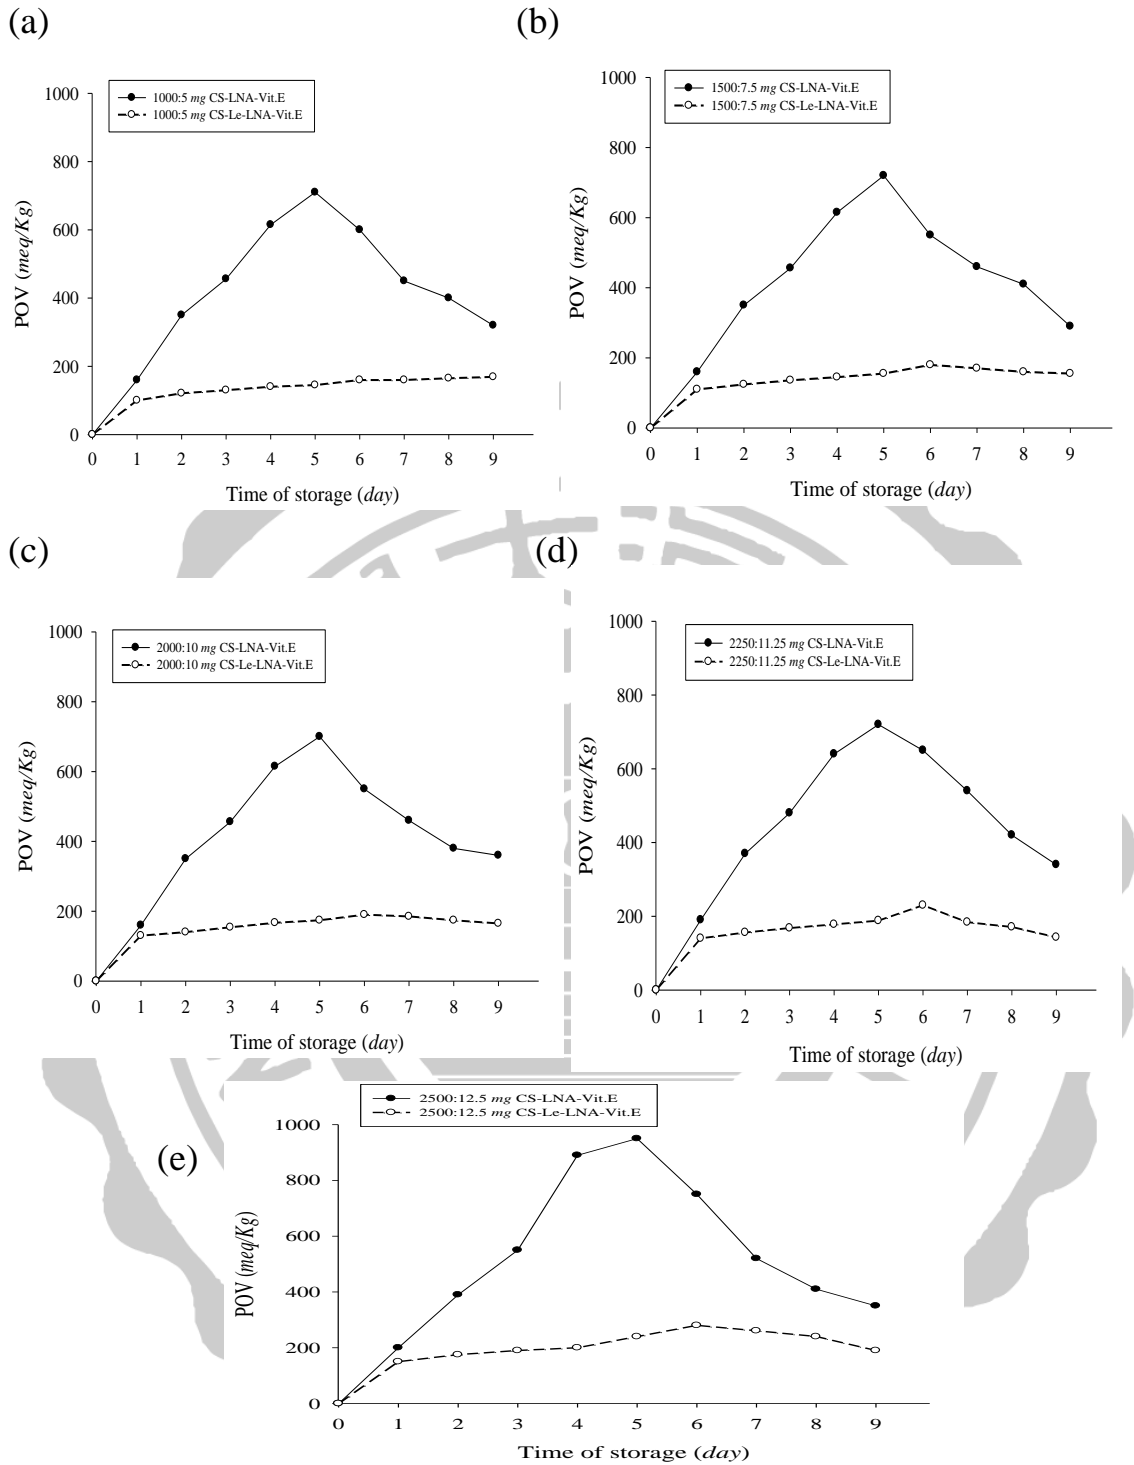 (a)
1000:5 mg CS-LNA-Vit.E
1000:5 mg CS-Le-LNA-Vit.E
1000
800
600
400
200
0
POV (meq/Kg)
0 1 2 3 4 5 6 7 8 9
Time of storage (day)
(b)
1500:7.5 mg CS-LNA-Vit.E
1500:7.5 mg CS-Le-LNA-Vit.E
1000
800
600
400
200
0
POV (meq/Kg)
0 1 2 3 4 5 6 7 8 9
Time of storage (day)
(c)
2000:10 mg CS-LNA-Vit.E
2000:10 mg CS-Le-LNA-Vit.E
1000
800
600
400
200
0
POV (meq/Kg)
0 1 2 3 4 5 6 7 8 9
Time of storage (day)
(d)
2250:11.25 mg CS-LNA-Vit.E
2250:11.25 mg CS-Le-LNA-Vit.E
1000
800
600
400
200
0
POV (meq/Kg)
0 1 2 3 4 5 6 7 8 9
Time of storage (day)
(e)
2500:12.5 mg CS-LNA-Vit.E
2500:12.5 mg CS-Le-LNA-Vit.E
1000
800
600
400
200
0
POV (meq/Kg)
0 1 2 3 4 5 6 7 8 9
Time of storage (day)